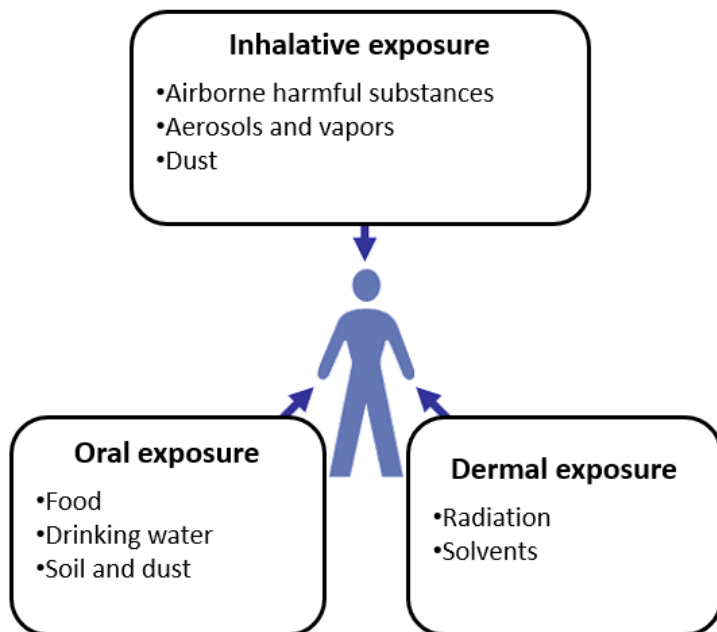 Inhalative exposure
•Airborne harmful substances
•Aerosols and vapors
•Dust
Oral exposure
•Food
•Drinking water
•Soil and dust
Dermal exposure
•Radiation
•Solvents